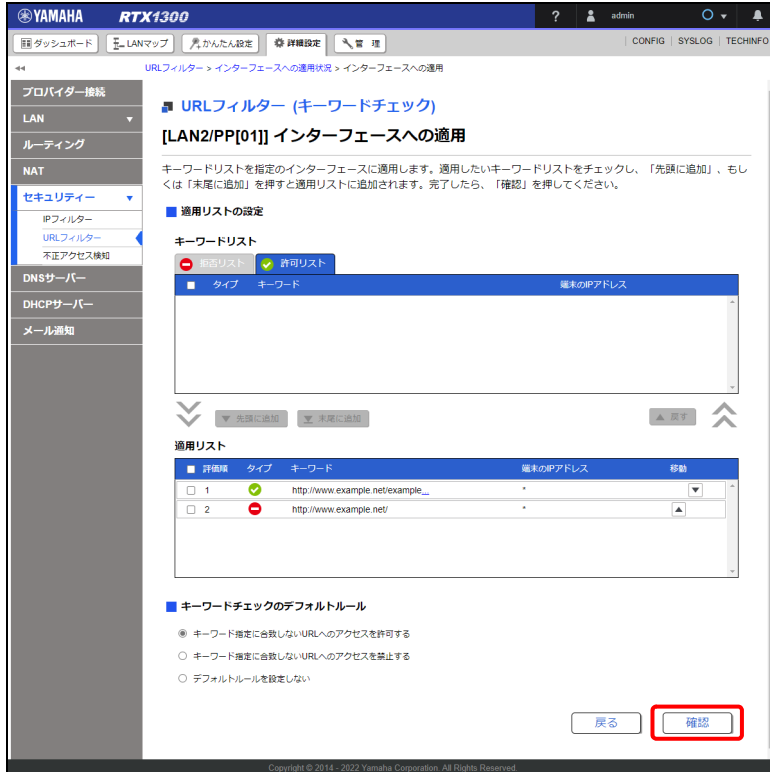 YAMAHA RTX1300 ? admin
ダッシュボード LANマップ かんたん設定 詳細設定 管 理 CONFIG SYSLOG TECHINFO
URLフィルター > インターフェースへの適用状況 > インターフェースへの適用
プロバイダー接続
LAN
ルーティング
NAT
セキュリティー
IPフィルター
URLフィルター
不正アクセス検知
DNSサーバー
DHCPサーバー
メール通知
URLフィルター (キーワードチェック)
[LAN2/PP[01]] インターフェースへの適用
キーワードリストを指定のインターフェースに適用します。適用したいキーワードリストをチェックし、「先頭に追加」、もし
くは「末尾に追加」を押すと適用リストに追加されます。完了したら、「確認」を押してください。
適用リストの設定
キーワードリスト
拒否リスト 許可リスト
タイプ キーワード 端末のIPアドレス
先頭に追加 末尾に追加 戻す
適用リスト
評価順 タイプ キーワード 端末のIPアドレス 移動
1 http://www.example.net/example... *
2 http://www.example.net/ *
キーワードチェックのデフォルトルール
キーワード指定に合致しないURLへのアクセスを許可する
キーワード指定に合致しないURLへのアクセスを禁止する
デフォルトルールを設定しない
戻る 確認
Copyright © 2014 - 2022 Yamaha Corporation. All Rights Reserved.